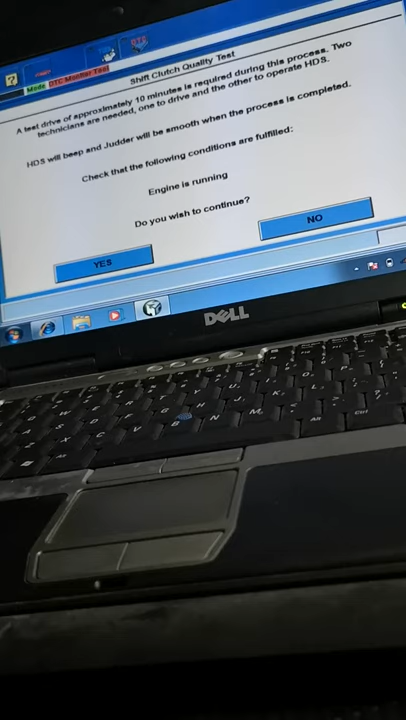 Mode DTC Monitor Tool
Shift Clutch Quality Test
A test drive of approximately 10 minutes is required during this process. Two
technicians are needed, one to drive and the other to operate HDS.
HDS will beep and Judder will be smooth when the process is completed.
Check that the following conditions are fulfilled:
Engine is running
Do you wish to continue?
YES
NO
DELL